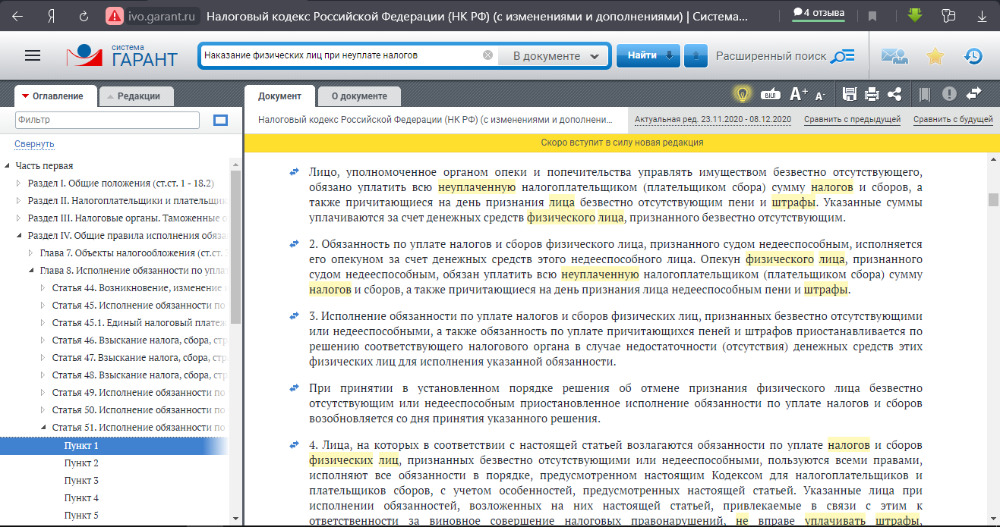 Я
ivo.garant.ru
Налоговый кодекс Российской Федерации (НК РФ) (с изменениями и дополнениями) | Система...
4 отзыва
система
ГАРАНТ
Наказание физических лиц при неуплате налогов
В документе
Найти
Расширенный поиск
Оглавление
Редакции
Документ
О документе
ВКЛ
A+
A-
Фильтр
Налоговый кодекс Российской Федерации (НК РФ) (с изменениями и дополнени...
Актуальная ред. 23.11.2020 - 08.12.2020
Сравнить с предыдущей
Сравнить с будущей
Скоро вступит в силу новая редакция
Свернуть
Часть первая
Раздел I. Общие положения (ст.ст. 1 - 18.2)
Раздел II. Налогоплательщики и плательщик
Раздел III. Налоговые органы. Таможенные о
Раздел IV. Общие правила исполнения обяза
Глава 7. Объекты налогообложения (ст.ст.
Глава 8. Исполнение обязанности по упла
Статья 44. Возникновение, изменение
Статья 45. Исполнение обязанности по
Статья 45.1. Единый налоговый платеж
Статья 46. Взыскание налога, сбора, стр
Статья 47. Взыскание налога, сбора, стр
Статья 48. Взыскание налога, сбора, стр
Статья 49. Исполнение обязанности по
Статья 50. Исполнение обязанности по
Статья 51. Исполнение обязанности по
Пункт 1
Пункт 2
Пункт 3
Пункт 4
Пункт 5
Лицо, уполномоченное органом опеки и попечительства управлять имуществом безвестно отсутствующего,
обязано уплатить всю неуплаченную налогоплательщиком (плательщиком сбора) сумму налогов и сборов, а
также причитающиеся на день признания лица безвестно отсутствующим пени и штрафы. Указанные суммы
уплачиваются за счет денежных средств физического лица, признанного безвестно отсутствующим.
2. Обязанность по уплате налогов и сборов физического лица, признанного судом недееспособным, исполняется
его опекуном за счет денежных средств этого недееспособного лица. Опекун физического лица, признанного
судом недееспособным, обязан уплатить всю неуплаченную налогоплательщиком (плательщиком сбора) сумму
налогов и сборов, а также причитающиеся на день признания лица недееспособным пени и штрафы.
3. Исполнение обязанности по уплате налогов и сборов физических лиц, признанных безвестно отсутствующими
или недееспособными, а также обязанность по уплате причитающихся пеней и штрафов приостанавливается по
решению соответствующего налогового органа в случае недостаточности (отсутствия) денежных средств этих
физических лиц для исполнения указанной обязанности.
При принятии в установленном порядке решения об отмене признания физического лица безвестно
отсутствующим или недееспособным приостановленное исполнение обязанности по уплате налогов и сборов
возобновляется со дня принятия указанного решения.
4. Лица, на которых в соответствии с настоящей статьей возлагаются обязанности по уплате налогов и сборов
физических лиц, признанных безвестно отсутствующими или недееспособными, пользуются всеми правами,
исполняют все обязанности в порядке, предусмотренном настоящим Кодексом для налогоплательщиков и
плательщиков сборов, с учетом особенностей, предусмотренных настоящей статьей. Указанные лица при
исполнении обязанностей, возложенных на них настоящей статьей, привлекаемые в связи с этим к
ответственности за виновное совершение налоговых правонарушений, не вправе уплачивать штрафы,